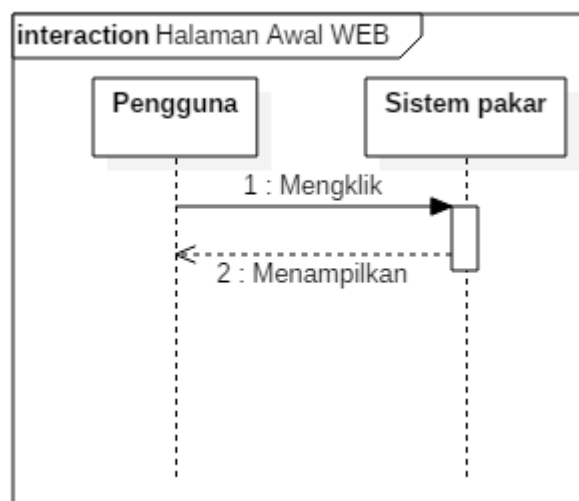 interaction Halaman Awal WEB
Pengguna
Sistem pakar
1 : Mengklik
2 : Menampilkan